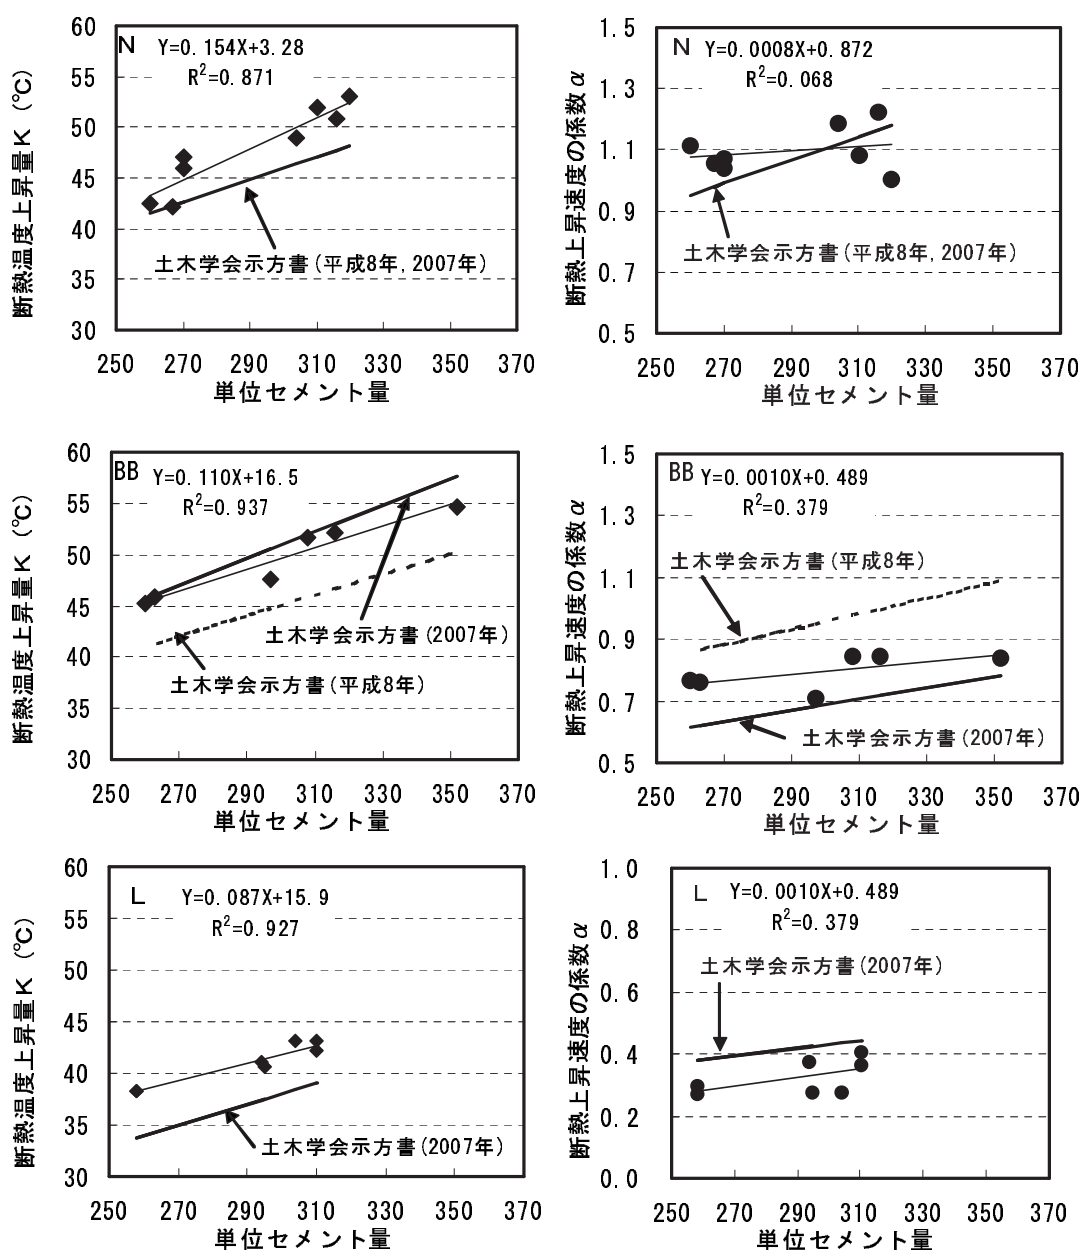 60
55
50
45
40
35
30
断熱温度上昇量K (℃)
N
Y=0.154X+3.28
R²=0.871
土木学会示方書(平成8年, 2007年)
250 270 290 310 330 350 370
単位セメント量
1.5
1.3
1.1
0.9
0.7
0.5
断熱上昇速度の係数α
N
Y=0.0008X+0.872
R²=0.068
土木学会示方書(平成8年, 2007年)
250 270 290 310 330 350 370
単位セメント量
60
55
50
45
40
35
30
断熱温度上昇量K (℃)
BB
Y=0.110X+16.5
R²=0.937
土木学会示方書(2007年)
土木学会示方書(平成8年)
250 270 290 310 330 350 370
単位セメント量
1.5
1.3
1.1
0.9
0.7
0.5
断熱上昇速度の係数α
BB
Y=0.0010X+0.489
R²=0.379
土木学会示方書(平成8年)
土木学会示方書(2007年)
250 270 290 310 330 350 370
単位セメント量
60
55
50
45
40
35
30
断熱温度上昇量K (℃)
L
Y=0.087X+15.9
R²=0.927
土木学会示方書(2007年)
250 270 290 310 330 350 370
単位セメント量
1.0
0.8
0.6
0.4
0.2
0.0
断熱上昇速度の係数α
L
Y=0.0010X+0.489
R²=0.379
土木学会示方書(2007年)
250 270 290 310 330 350 370
単位セメント量